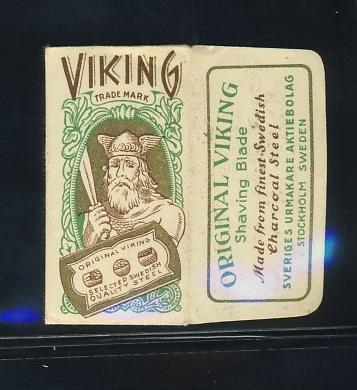 VIKING
TRADE MARK
ORIGINAL VIKING
SELECTED SWEDISH
QUALITY STEEL
ORIGINAL VIKING
Shaving Blade
Made from finest Swedish
Charcoal Steel
SVERIGES URMAKARE AKTIEBOLAG
STOCKHOLM SWEDEN